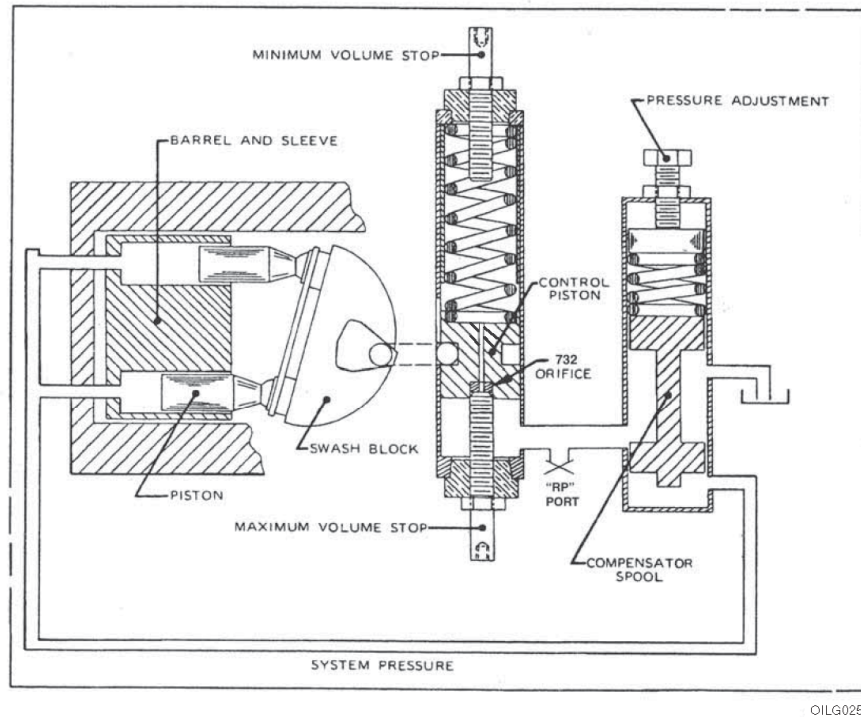 MINIMUM VOLUME STOP
PRESSURE ADJUSTMENT
BARREL AND SLEEVE
CONTROL
PISTON
732
ORIFICE
SWASH BLOCK
PISTON
"RP"
PORT
MAXIMUM VOLUME STOP
COMPENSATOR
SPOOL
SYSTEM PRESSURE
OILG025